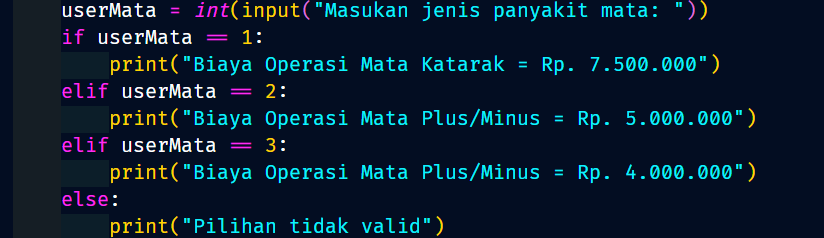 userMata = int(input("Masukan jenis panyakit mata: "))
if userMata == 1:
print("Biaya Operasi Mata Katarak = Rp. 7.500.000")
elif userMata == 2:
print("Biaya Operasi Mata Plus/Minus = Rp. 5.000.000")
elif userMata == 3:
print("Biaya Operasi Mata Plus/Minus = Rp. 4.000.000")
else:
print("Pilihan tidak valid")